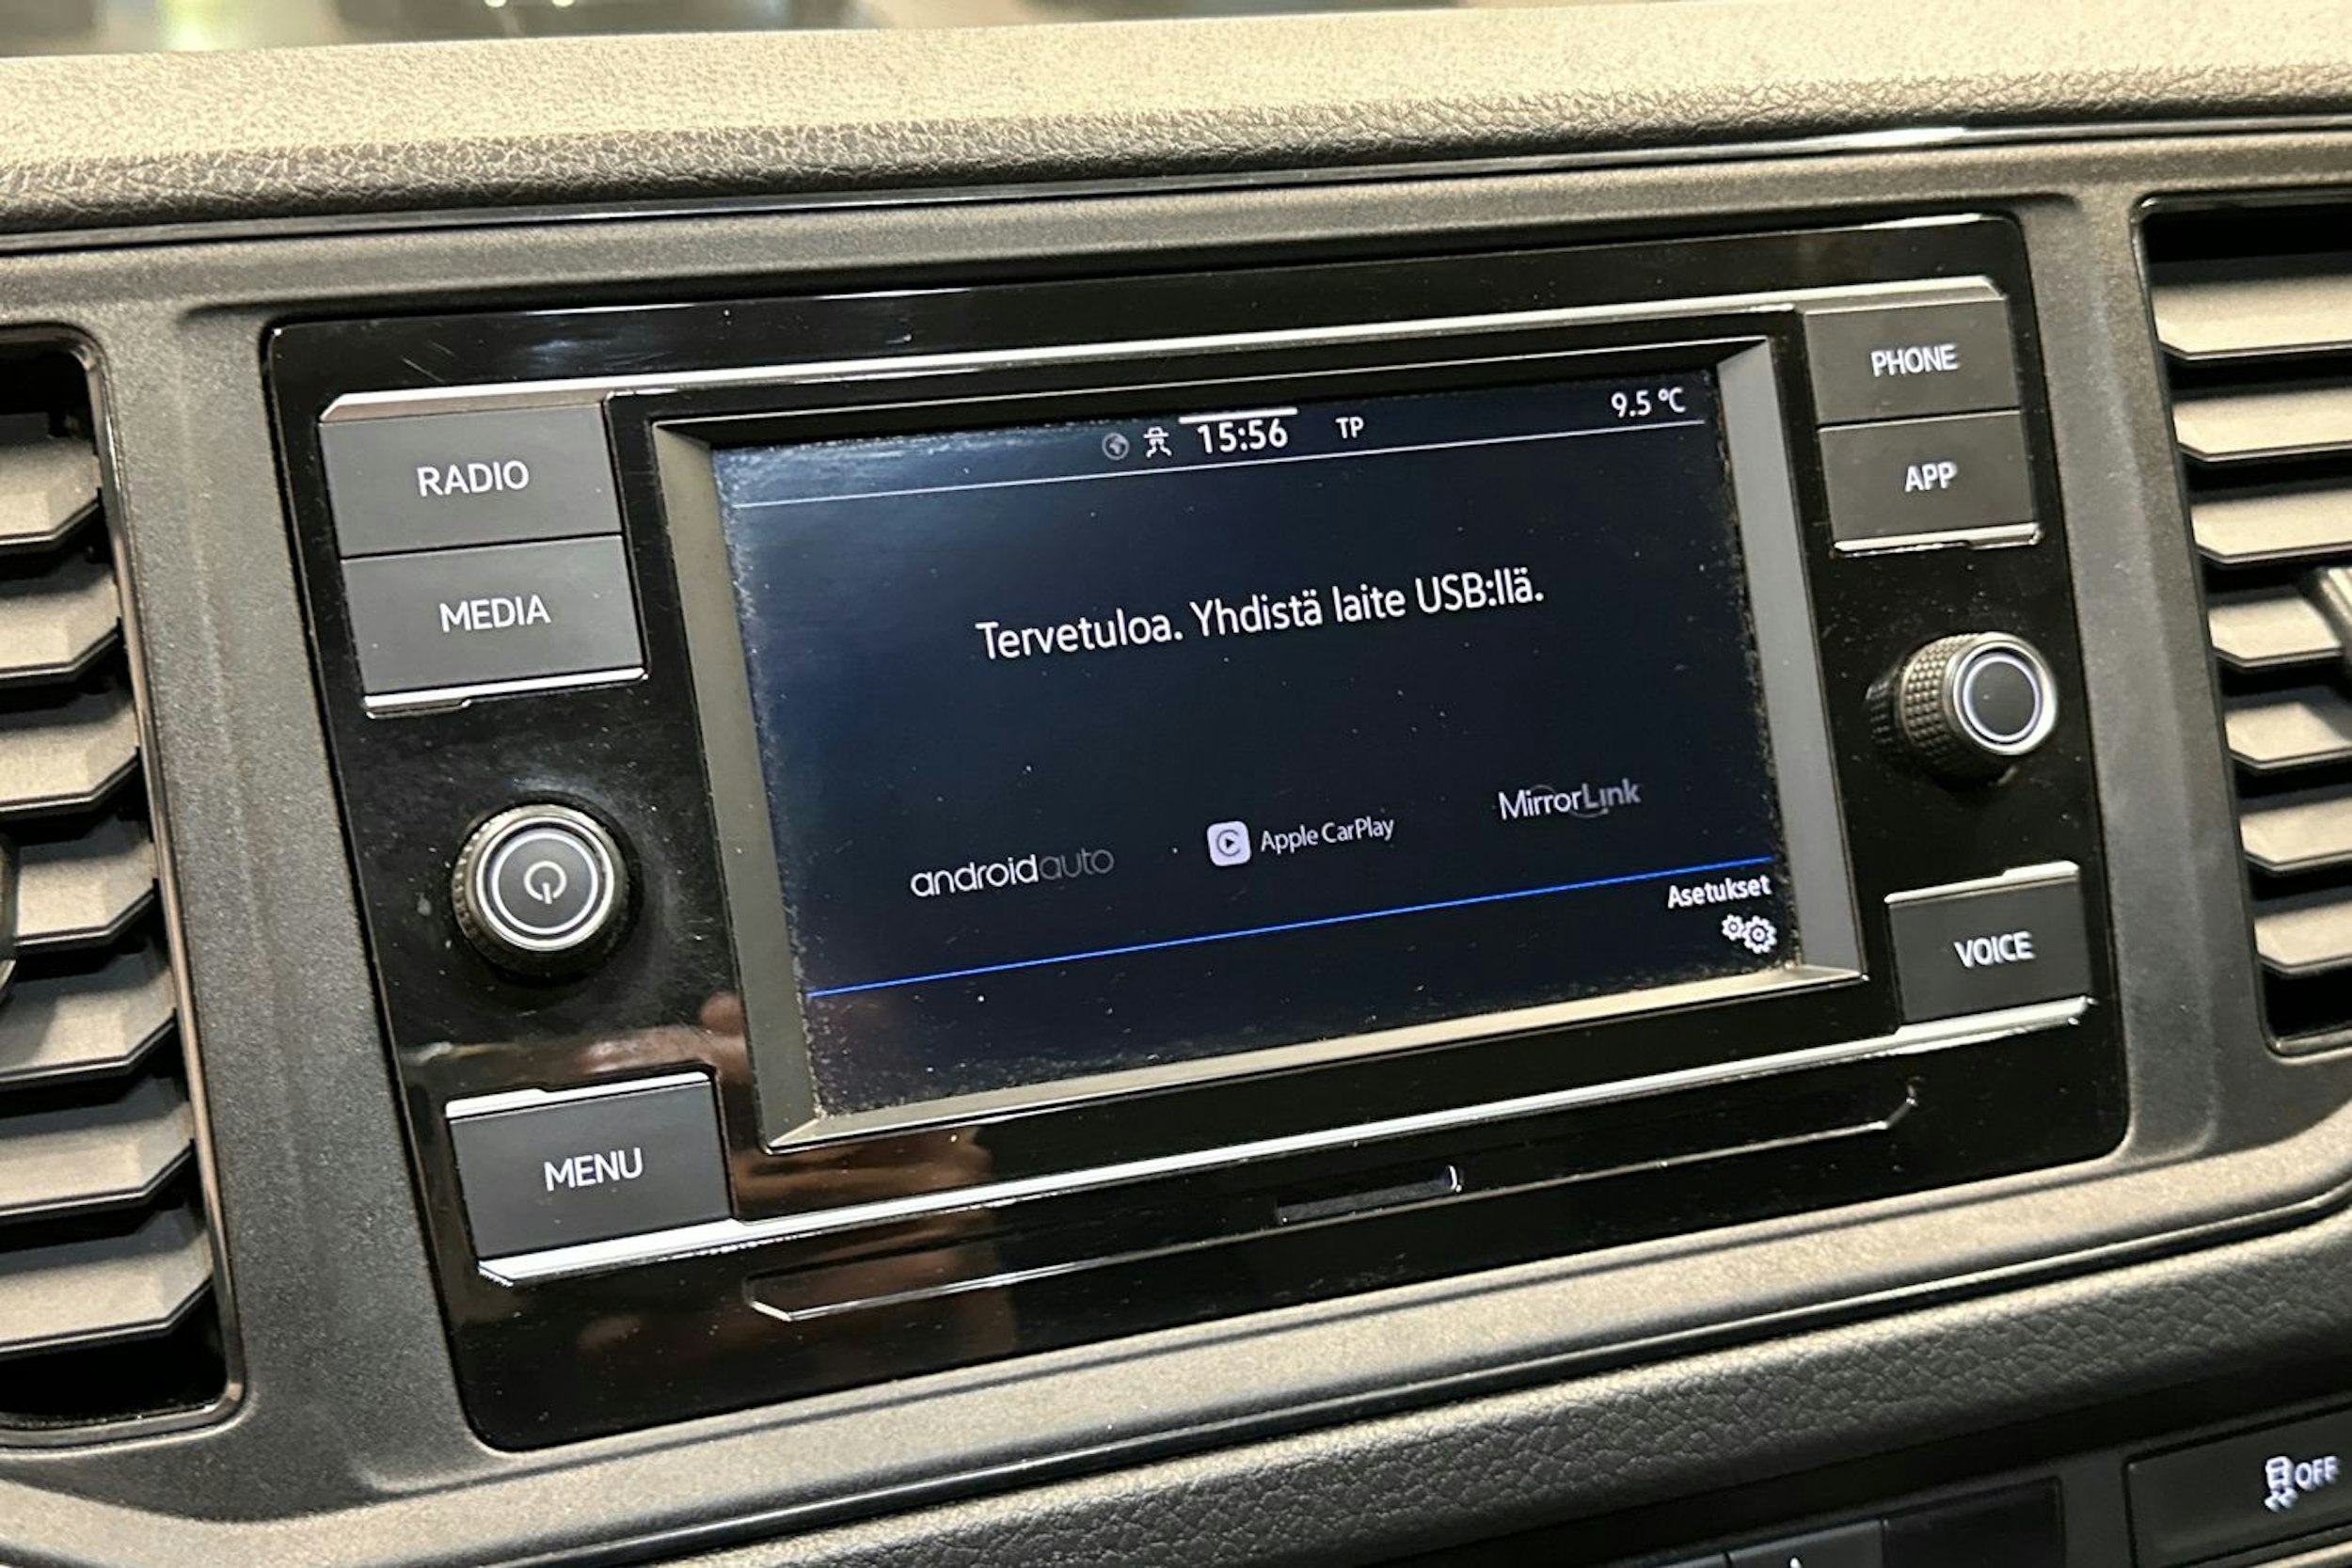 15:56 TP 9.5 °C
PHONE
RADIO
APP
MEDIA
Tervetuloa. Yhdistä laite USB:llä.
androidauto Apple CarPlay MirrorLink
Asetukset
VOICE
MENU
OFF